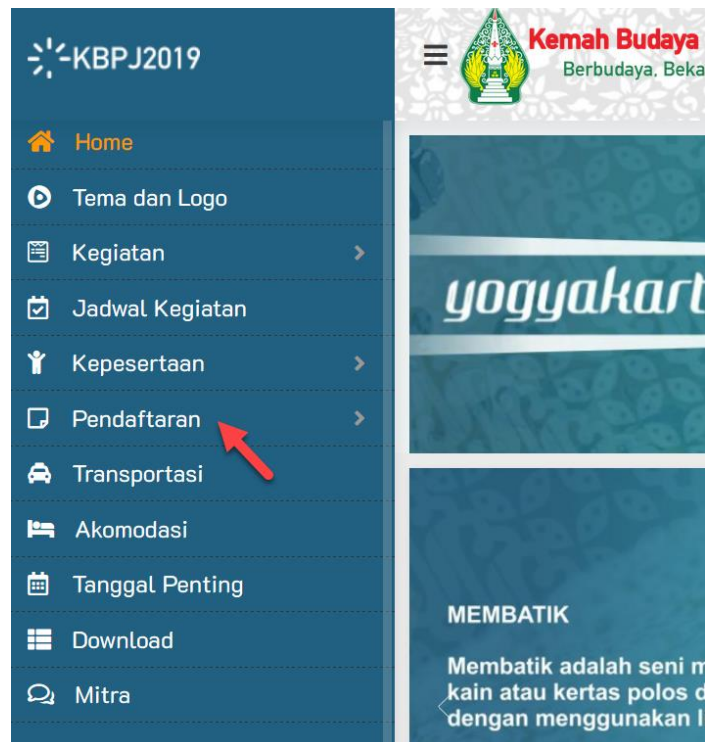 KBPJ2019
Home
Tema dan Logo
Kegiatan
Jadwal Kegiatan
Kepesertaan
Pendaftaran
Transportasi
Akomodasi
Tanggal Penting
Download
Mitra
Kemah Budaya
Berbudaya, Beka
yogyakart
MEMBATIK
Membatik adalah seni m
kain atau kertas polos d
dengan menggunakan l